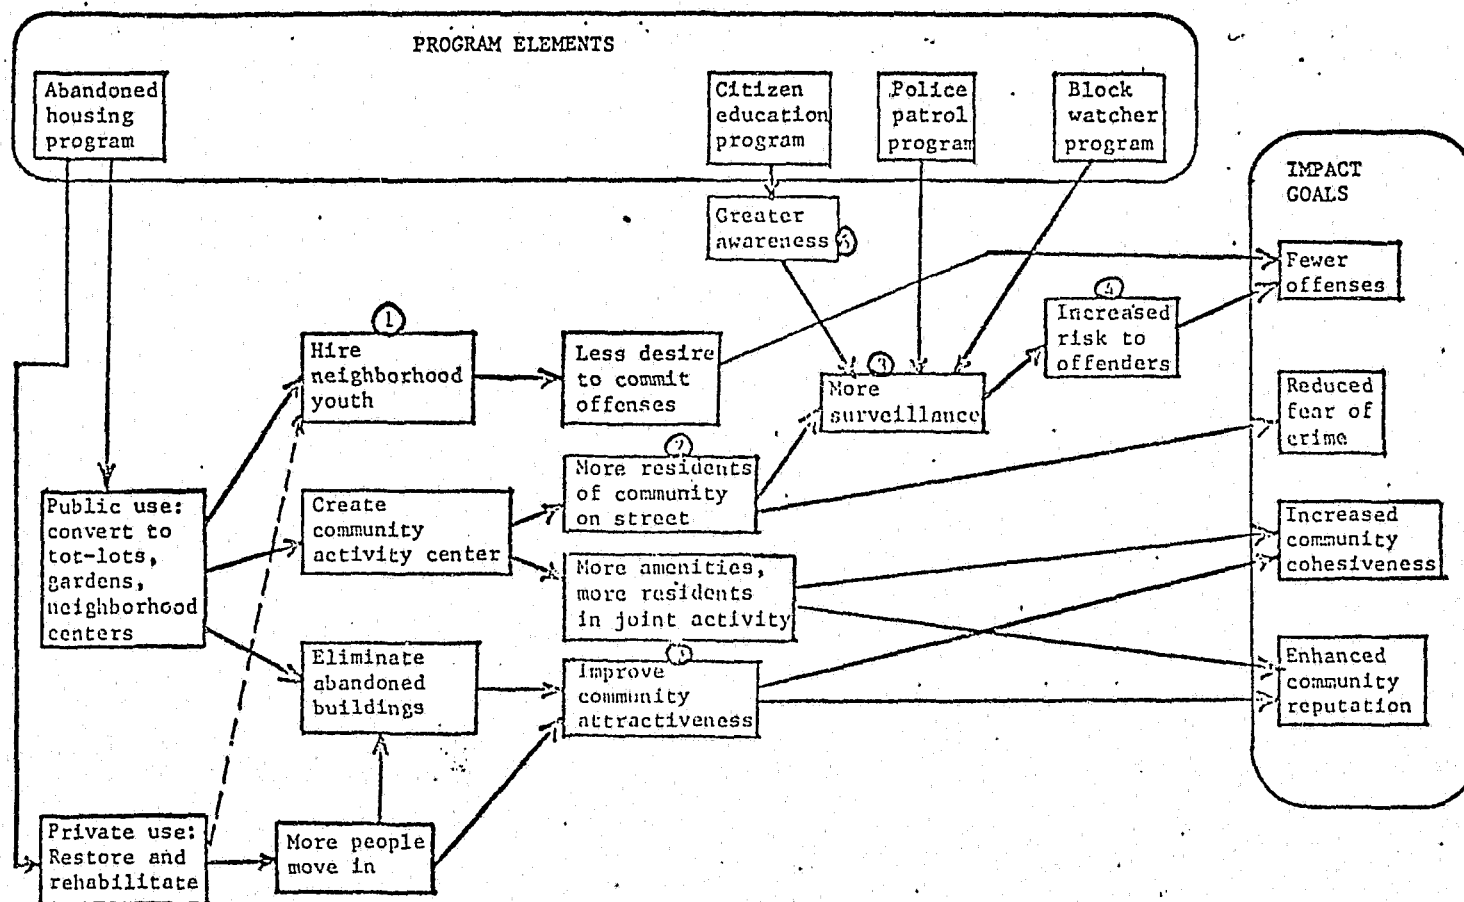 PROGRAM ELEMENTS
Abandoned
housing
program
Citizen
education
program
Police
patrol
program
Block
watcher
program
IMPACT
GOALS
Greater
awareness
Fewer
offenses
4
Increased
risk to
offenders
1
Hire
neighborhood
youth
Less desire
to commit
offenses
3
More
surveillance
Reduced
fear of
crime
2
More residents
of community
on street
Public use:
convert to
tot-lots,
gardens,
neighborhood
centers
Create
community
activity center
Increased
community
cohesiveness
More amenities,
more residents
in joint activity
Eliminate
abandoned
buildings
Improve
community
attractiveness
Enhanced
community
reputation
Private use:
Restore and
rehabilitate
More people
move in